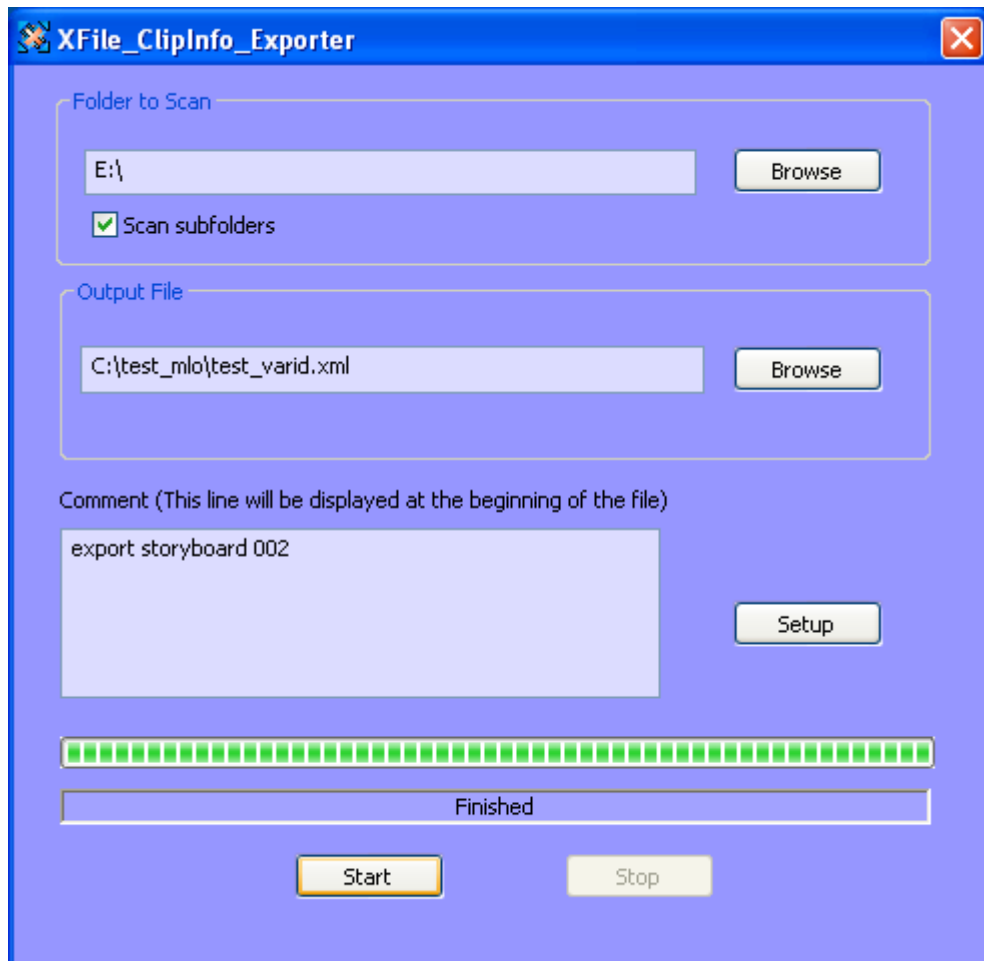 XFile_ClipInfo_Exporter
Folder to Scan
E:\
Browse
Scan subfolders
Output File
C:\test_mlo\test_varid.xml
Browse
Comment (This line will be displayed at the beginning of the file)
export storyboard 002
Setup
Finished
Start
Stop